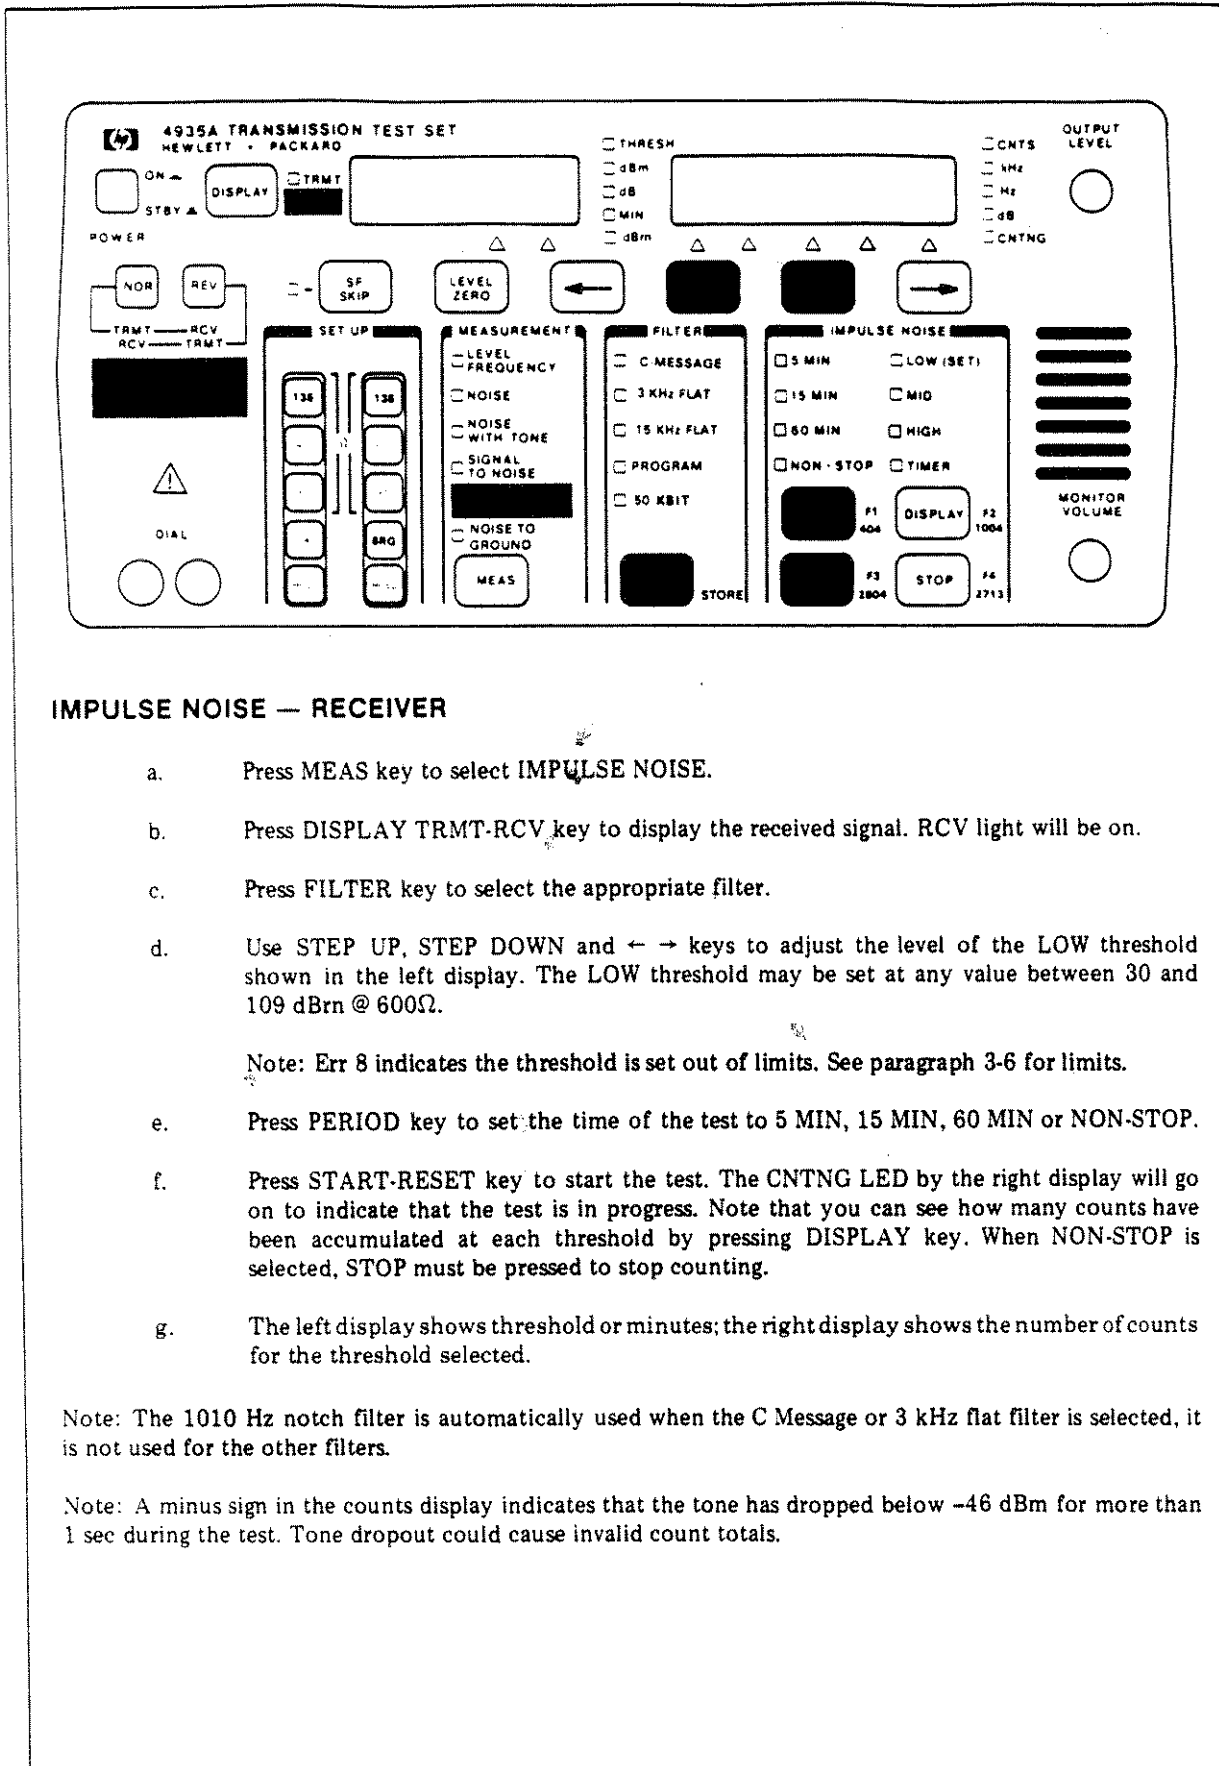 4935A TRANSMISSION TEST SET
HEWLETT · PACKARD
ON
STBY
POWER
DISPLAY
TRMT
THRESH
dBm
dB
MIN
dBrn
CNTS
kHz
Hz
dB
CNTNG
OUTPUT
LEVEL
NOR
REV
TRMT RCV
RCV TRMT
SF
SKIP
LEVEL
ZERO
←
→
SET UP
135
135
Ω
BRG
MEASUREMENT
LEVEL
FREQUENCY
NOISE
NOISE
WITH TONE
SIGNAL
TO NOISE
NOISE TO
GROUND
MEAS
FILTER
C-MESSAGE
3 KHz FLAT
15 KHz FLAT
PROGRAM
50 KBIT
STORE
IMPULSE NOISE
5 MIN
LOW (SET)
15 MIN
MID
60 MIN
HIGH
NON - STOP
TIMER
F1
604
DISPLAY
F2
1004
F3
2804
STOP
F4
2713
MONITOR
VOLUME
DIAL
IMPULSE NOISE — RECEIVER
a. Press MEAS key to select IMPULSE NOISE.
b. Press DISPLAY TRMT-RCV key to display the received signal. RCV light will be on.
c. Press FILTER key to select the appropriate filter.
d. Use STEP UP, STEP DOWN and ← → keys to adjust the level of the LOW threshold
shown in the left display. The LOW threshold may be set at any value between 30 and
109 dBrn @ 600Ω.
Note: Err 8 indicates the threshold is set out of limits. See paragraph 3-6 for limits.
e. Press PERIOD key to set the time of the test to 5 MIN, 15 MIN, 60 MIN or NON-STOP.
f. Press START-RESET key to start the test. The CNTNG LED by the right display will go
on to indicate that the test is in progress. Note that you can see how many counts have
been accumulated at each threshold by pressing DISPLAY key. When NON-STOP is
selected, STOP must be pressed to stop counting.
g. The left display shows threshold or minutes; the right display shows the number of counts
for the threshold selected.
Note: The 1010 Hz notch filter is automatically used when the C Message or 3 kHz flat filter is selected, it
is not used for the other filters.
Note: A minus sign in the counts display indicates that the tone has dropped below –46 dBm for more than
1 sec during the test. Tone dropout could cause invalid count totals.